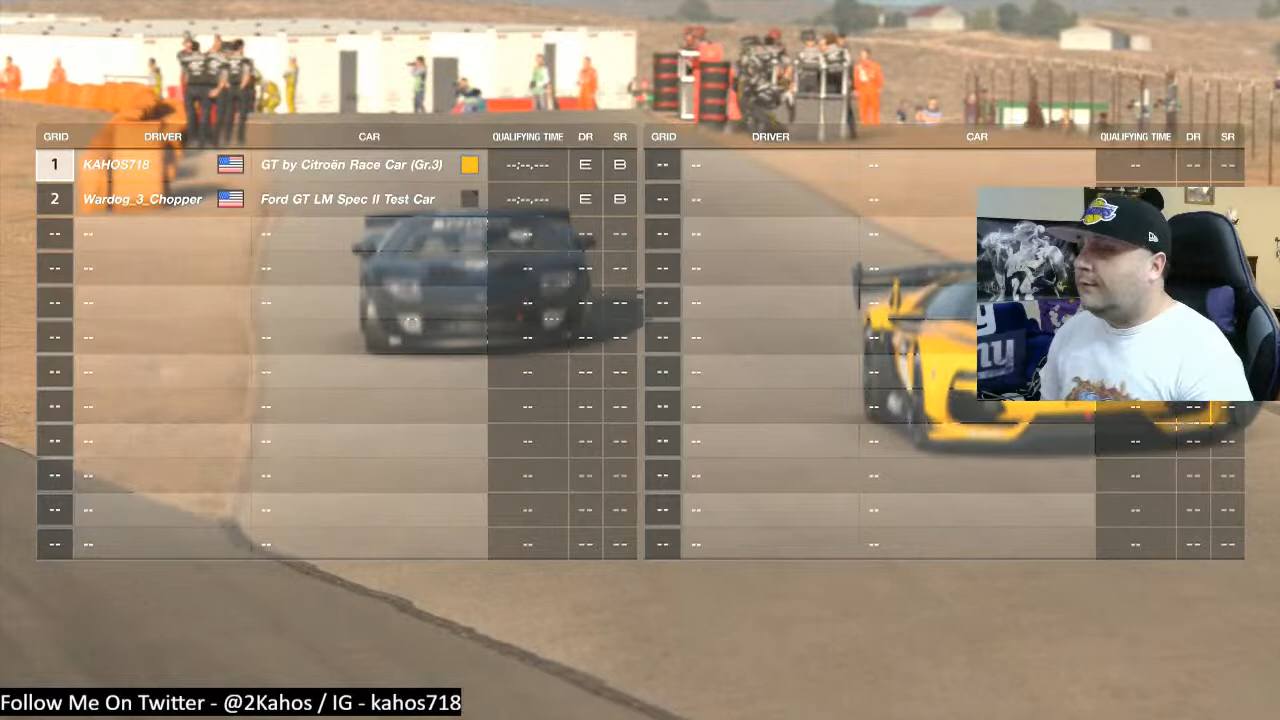 GRID DRIVER CAR QUALIFYING TIME DR SR GRID DRIVER CAR QUALIFYING TIME DR SR
1 KAHOS718 GT by Citroën Race Car (Gr.3) --:--,--- E B -- -- -- -- -- --
2 Wardog_3_Chopper Ford GT LM Spec II Test Car --:--,--- E B -- -- -- -- -- --
-- -- -- -- -- -- -- -- -- -- -- --
-- -- -- -- -- -- -- -- -- -- -- --
-- -- -- -- -- -- -- -- -- -- -- --
-- -- -- -- -- -- -- -- -- -- -- --
-- -- -- -- -- -- -- -- -- -- -- --
-- -- -- -- -- -- -- -- -- -- -- --
-- -- -- -- -- -- -- -- -- -- -- --
-- -- -- -- -- -- -- -- -- -- -- --
-- -- -- -- -- -- -- -- -- -- -- --
-- -- -- -- -- -- -- -- -- -- -- --
Follow Me On Twitter - @2Kahos / IG - kahos718